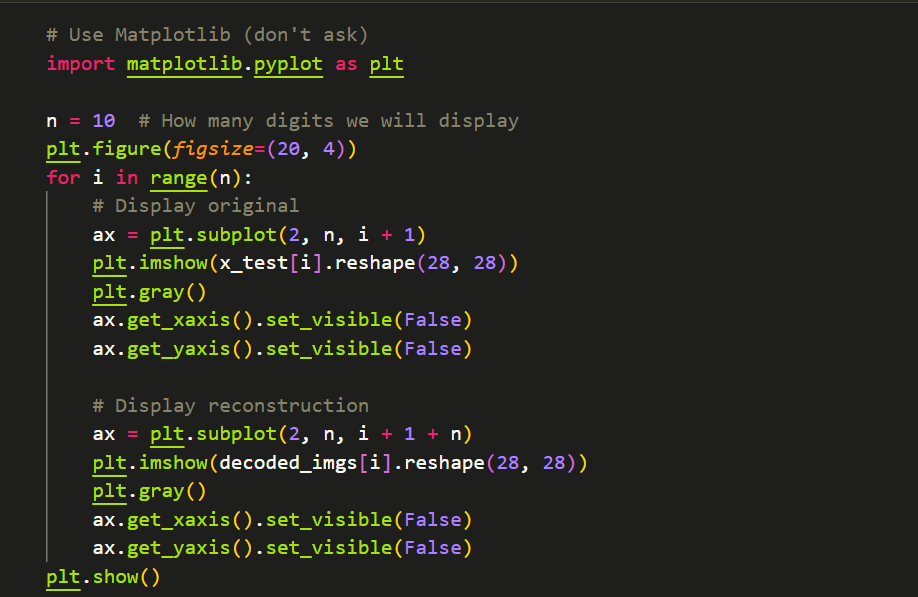 # Use Matplotlib (don't ask)
import matplotlib.pyplot as plt

n = 10  # How many digits we will display
plt.figure(figsize=(20, 4))
for i in range(n):
    # Display original
    ax = plt.subplot(2, n, i + 1)
    plt.imshow(x_test[i].reshape(28, 28))
    plt.gray()
    ax.get_xaxis().set_visible(False)
    ax.get_yaxis().set_visible(False)

    # Display reconstruction
    ax = plt.subplot(2, n, i + 1 + n)
    plt.imshow(decoded_imgs[i].reshape(28, 28))
    plt.gray()
    ax.get_xaxis().set_visible(False)
    ax.get_yaxis().set_visible(False)
plt.show()